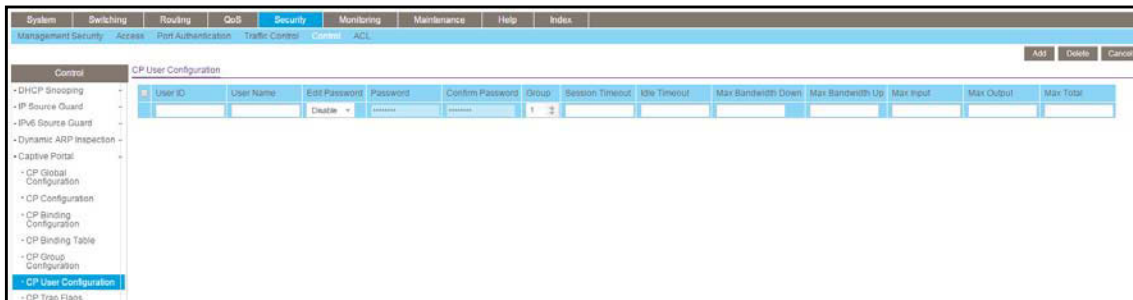 System Switching Routing QoS Security Monitoring Maintenance Help Index
Management Security Access Port Authentication Traffic Control Control ACL
Add Delete Cancel
Control
CP User Configuration
DHCP Snooping
IP Source Guard
IPv6 Source Guard
Dynamic ARP Inspection
Captive Portal
CP Global
Configuration
CP Configuration
CP Binding
Configuration
CP Binding Table
CP Group
Configuration
CP User Configuration
CP Trap Flags
User ID User Name Edit Password Password Confirm Password Group Session Timeout Idle Timeout Max Bandwidth Down Max Bandwidth Up Max Input Max Output Max Total
Disable ******** ******** 1